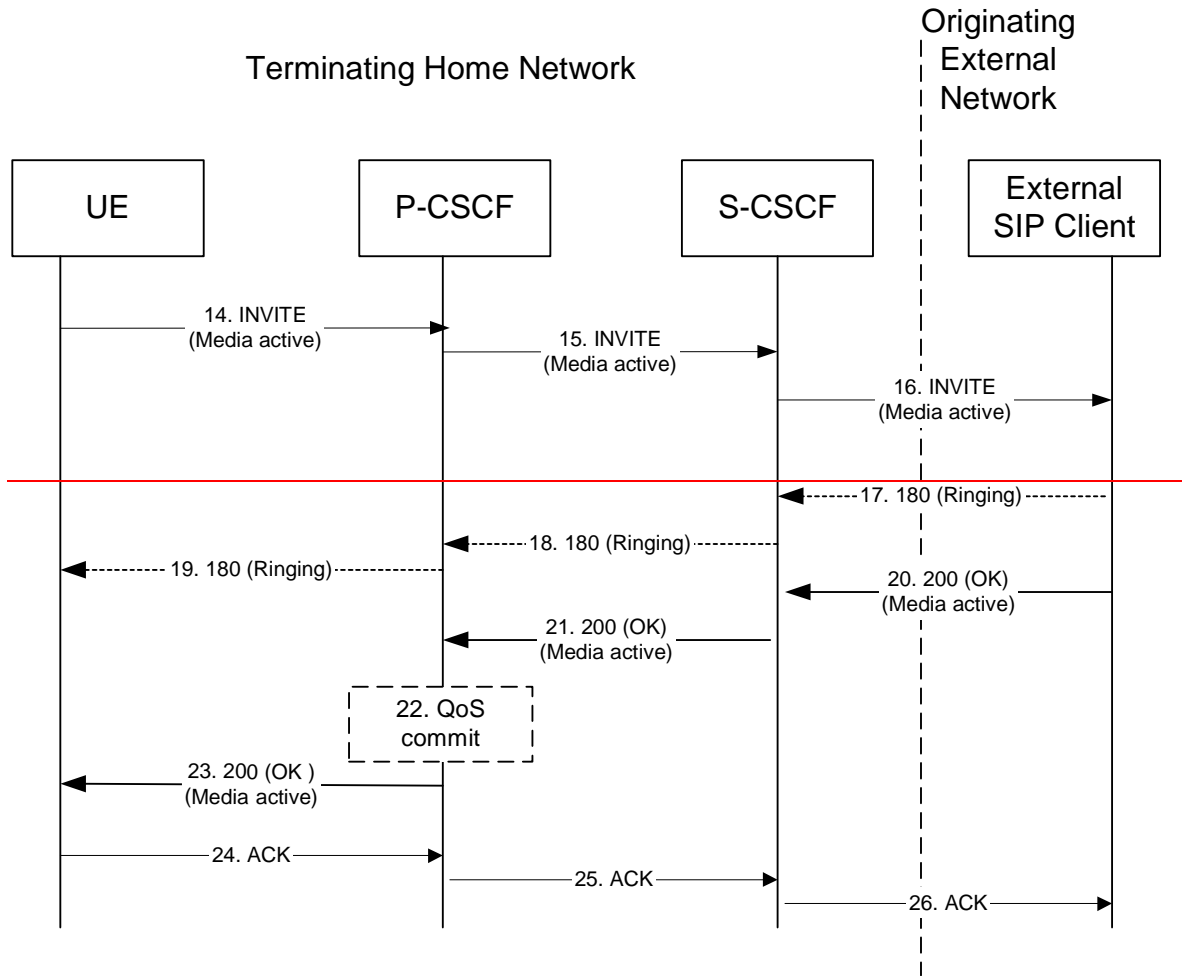 Originating
External
Network
Terminating Home Network
UE
P-CSCF
S-CSCF
External
SIP Client
14. INVITE
(Media active)
15. INVITE
(Media active)
16. INVITE
(Media active)
17. 180 (Ringing)
18. 180 (Ringing)
19. 180 (Ringing)
20. 200 (OK)
(Media active)
21. 200 (OK)
(Media active)
22. QoS
commit
23. 200 (OK )
(Media active)
24. ACK
25. ACK
26. ACK